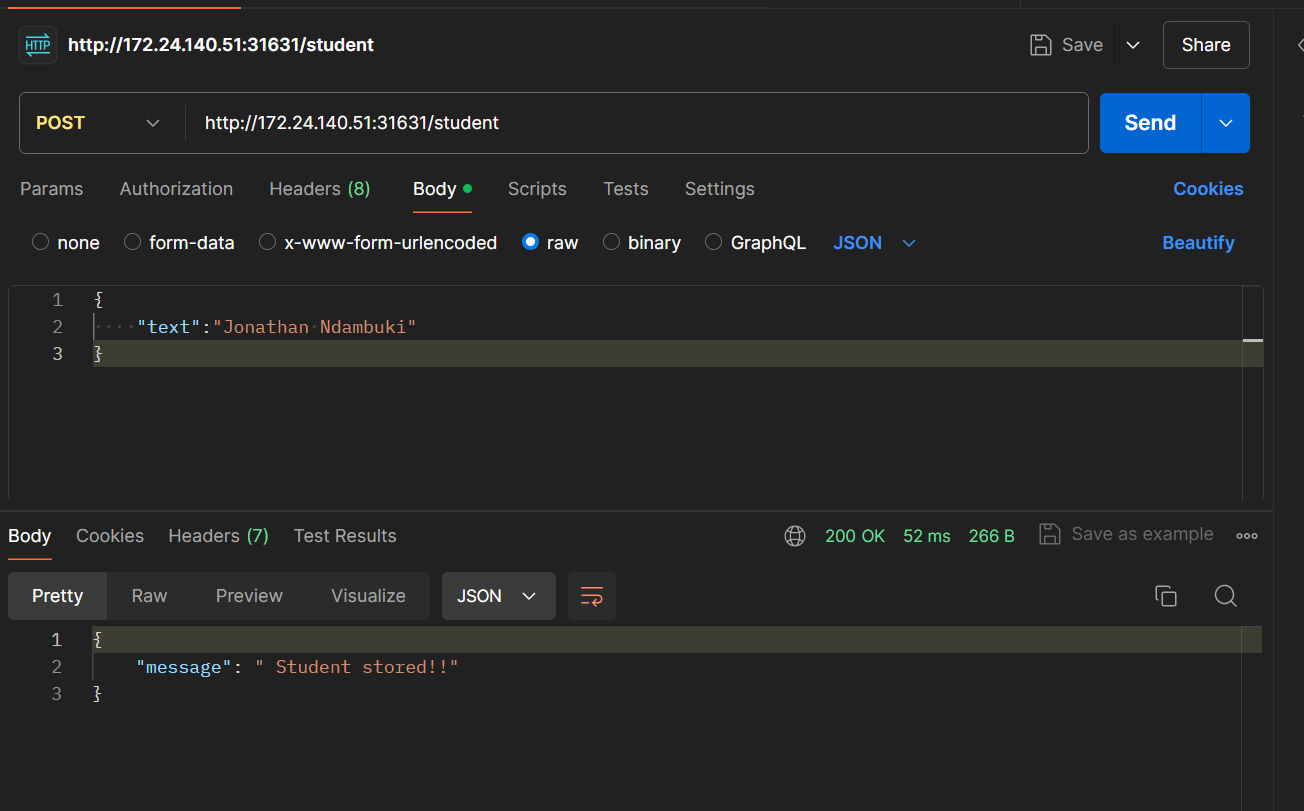 HTTP http://172.24.140.51:31631/student Save Share
POST http://172.24.140.51:31631/student Send
Params Authorization Headers (8) Body Scripts Tests Settings Cookies
none form-data x-www-form-urlencoded raw binary GraphQL JSON Beautify
1 {
2 ····"text":"Jonathan·Ndambuki"
3 }
Body Cookies Headers (7) Test Results 200 OK 52 ms 266 B Save as example
Pretty Raw Preview Visualize JSON
1 {
2 "message": " Student stored!!"
3 }